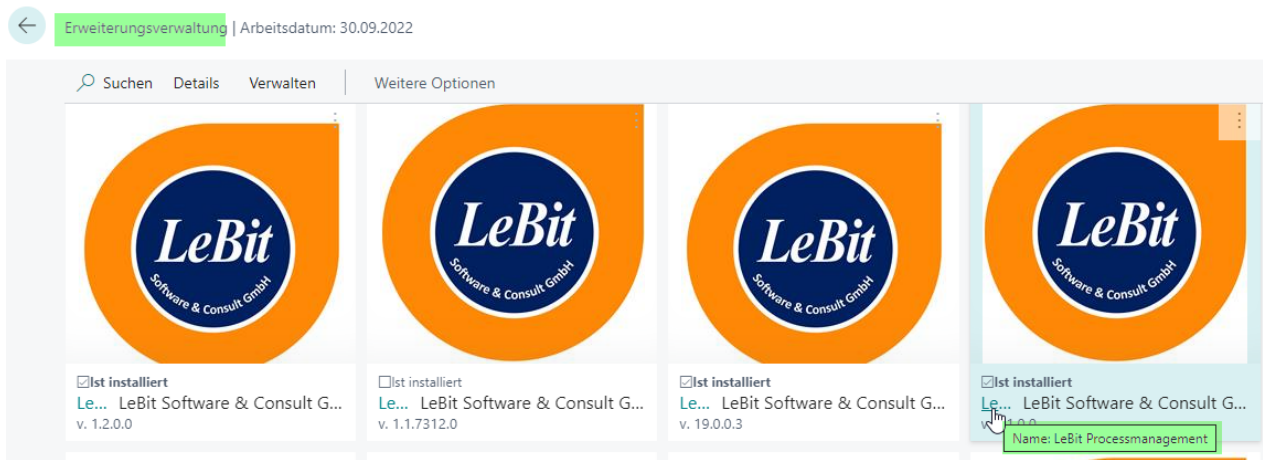 Erweiterungsverwaltung | Arbeitsdatum: 30.09.2022
Suchen Details Verwalten Weitere Optionen
LeBit
Software & Consult GmbH
LeBit
Software & Consult GmbH
LeBit
Software & Consult GmbH
LeBit
Software & Consult GmbH
Ist installiert
Le... LeBit Software & Consult G...
v. 1.2.0.0
Ist installiert
Le... LeBit Software & Consult G...
v. 1.1.7312.0
Ist installiert
Le... LeBit Software & Consult G...
v. 19.0.0.3
Ist installiert
Le... LeBit Software & Consult G...
Name: LeBit Processmanagement